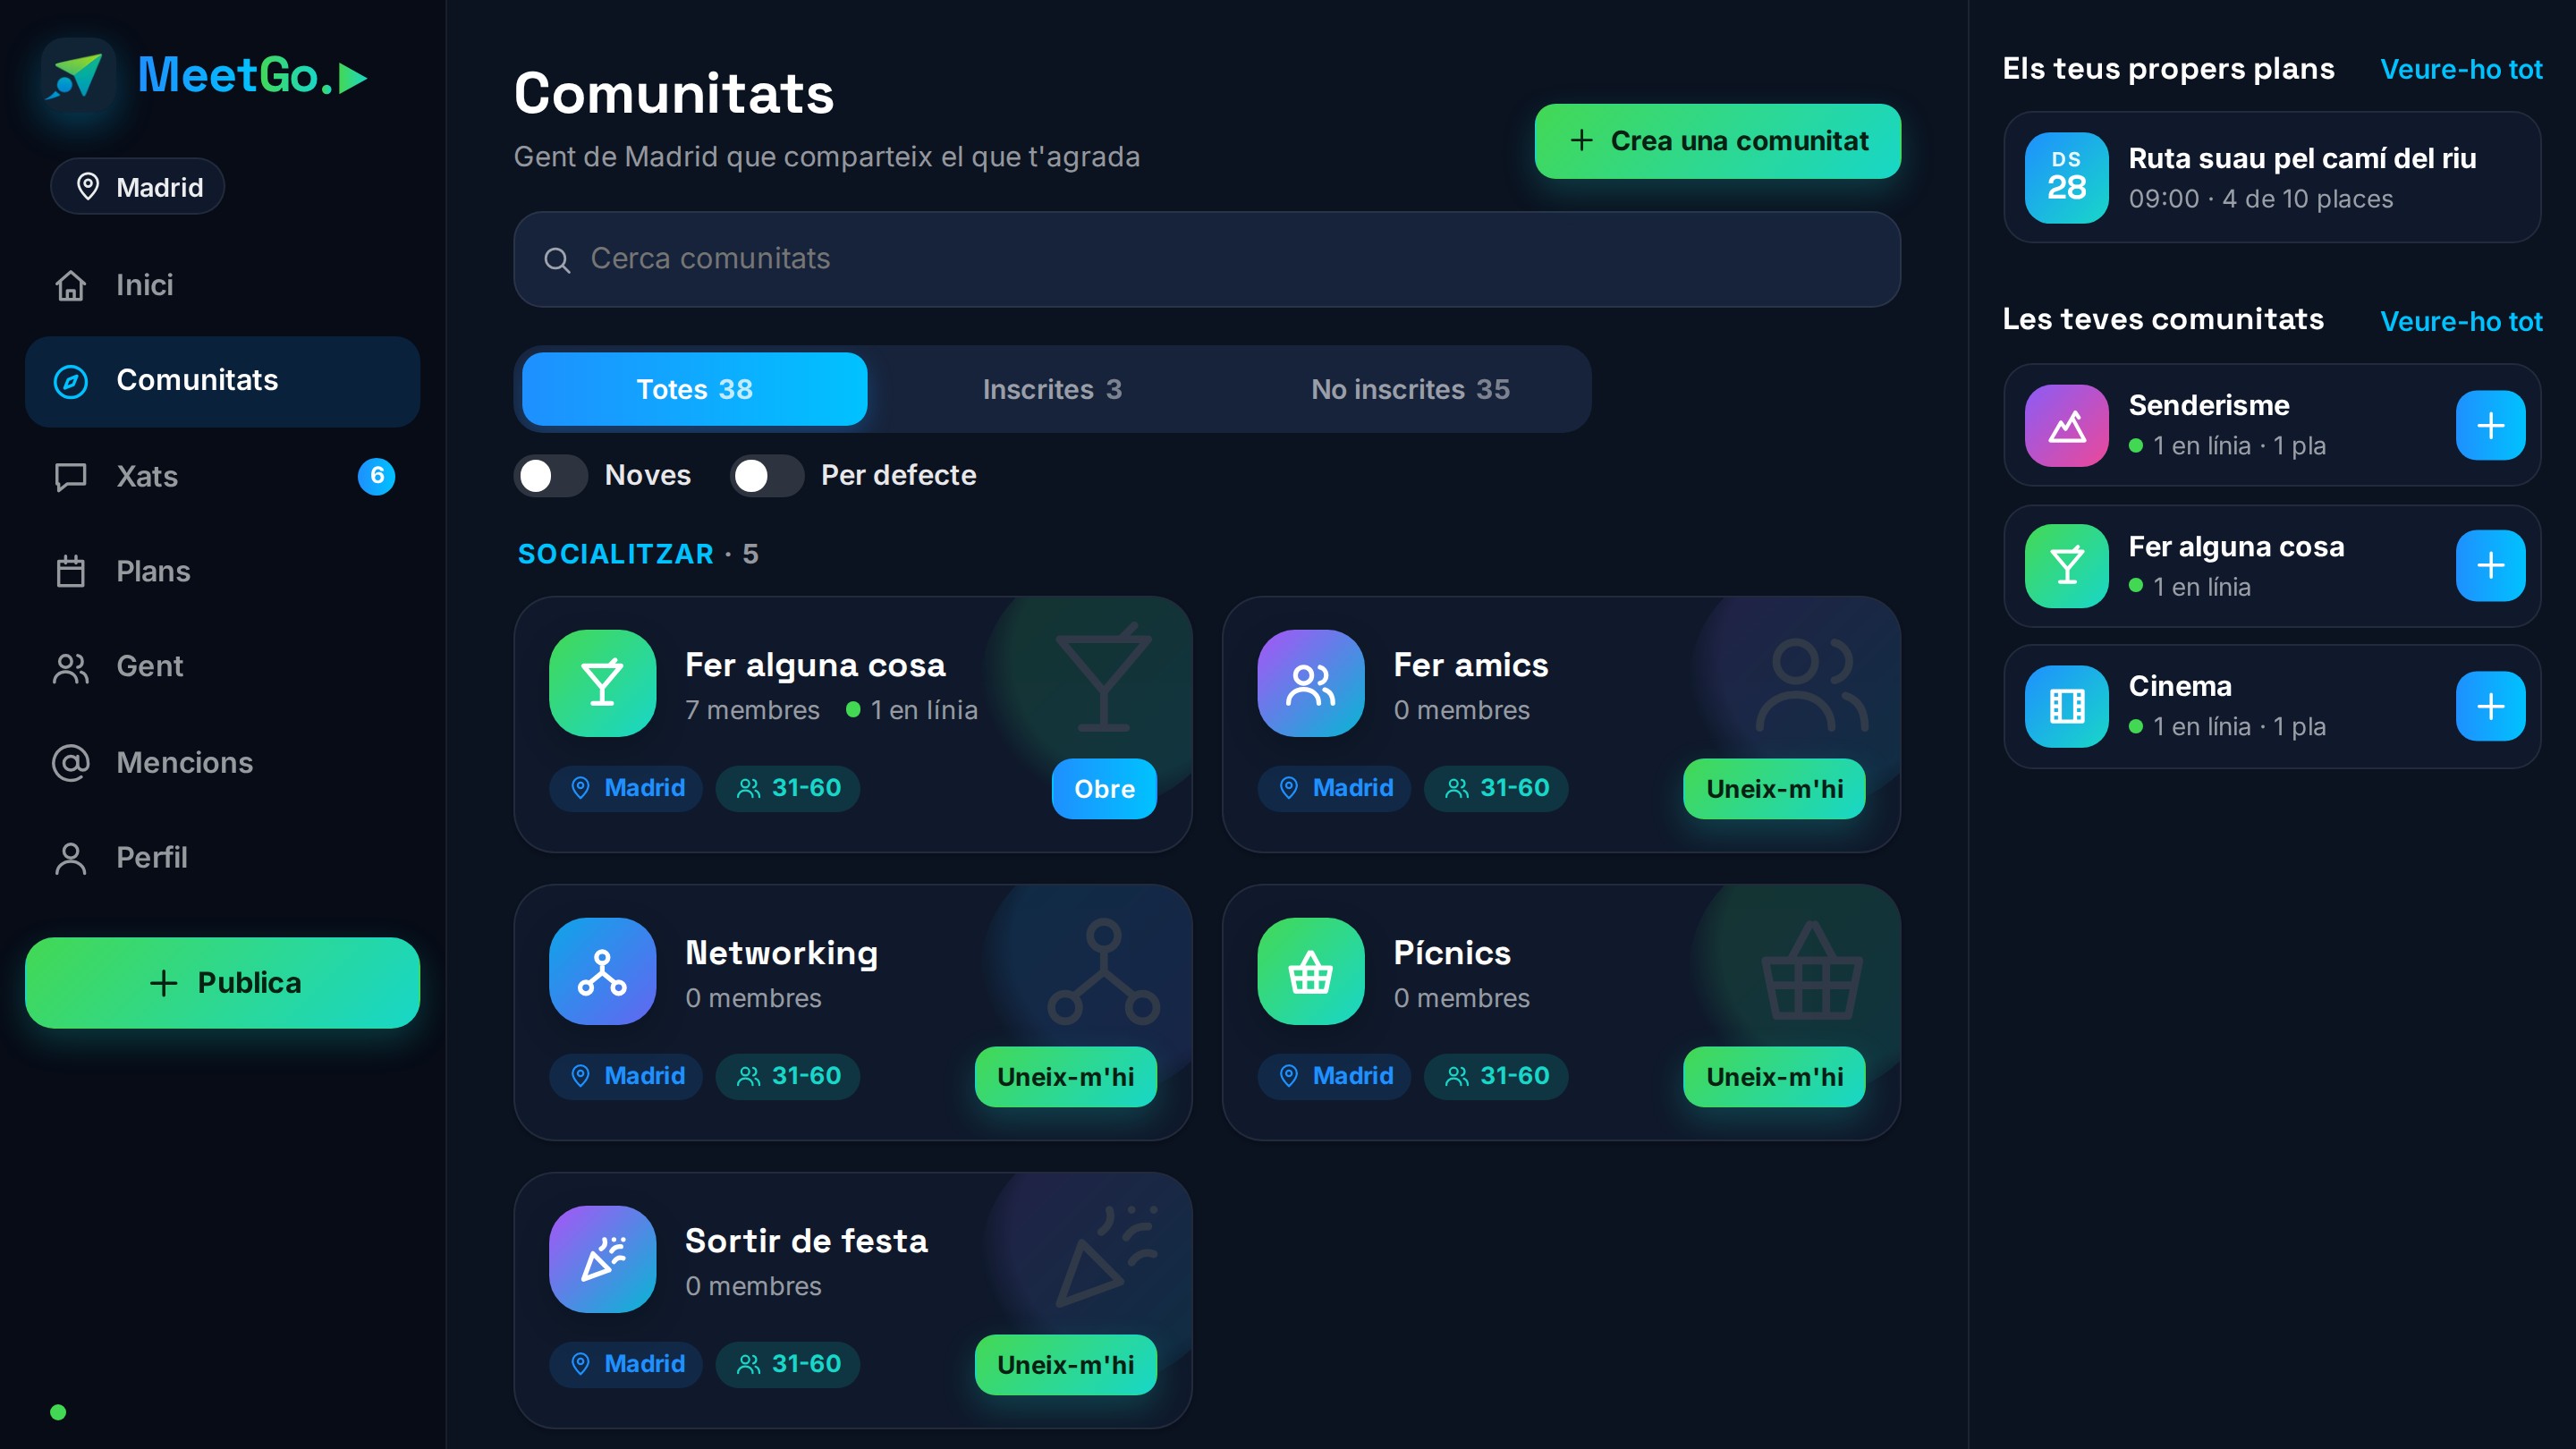 MeetGo.
Madrid
Inici
Comunitats
Xats 6
Plans
Gent
Mencions
Perfil
Publica
Comunitats
Gent de Madrid que comparteix el que t'agrada
Crea una comunitat
Cerca comunitats
Totes 38 Inscrites 3 No inscrites 35
Noves Per defecte
SOCIALITZAR · 5
Fer alguna cosa
7 membres 1 en línia
Madrid 31-60 Obre
Fer amics
0 membres
Madrid 31-60 Uneix-m'hi
Networking
0 membres
Madrid 31-60 Uneix-m'hi
Pícnics
0 membres
Madrid 31-60 Uneix-m'hi
Sortir de festa
0 membres
Madrid 31-60 Uneix-m'hi
Els teus propers plans Veure-ho tot
DS
28
Ruta suau pel camí del riu
09:00 · 4 de 10 places
Les teves comunitats Veure-ho tot
Senderisme
1 en línia · 1 pla
Fer alguna cosa
1 en línia
Cinema
1 en línia · 1 pla